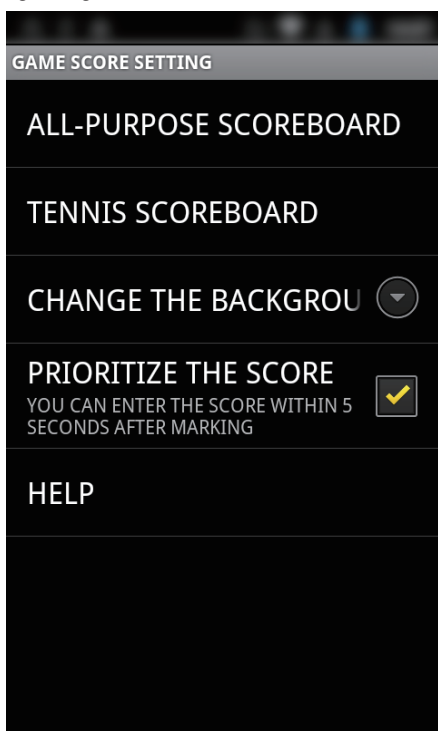 GAME SCORE SETTING
ALL-PURPOSE SCOREBOARD
TENNIS SCOREBOARD
CHANGE THE BACKGROU
PRIORITIZE THE SCORE
YOU CAN ENTER THE SCORE WITHIN 5
SECONDS AFTER MARKING
HELP